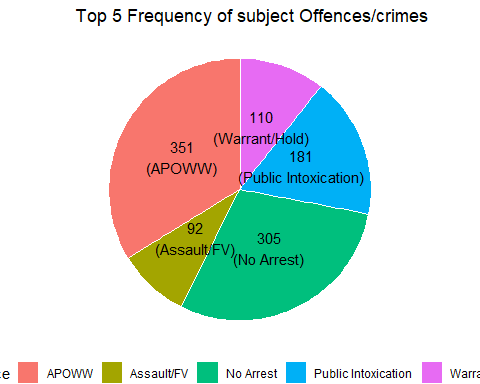 Top 5 Frequency of subject Offences/crimes
110
(Warrant/Hold)
351
(APOWW)
181
(Public Intoxication)
92
(Assault/FV)
305
(No Arrest)
APOWW Assault/FV No Arrest Public Intoxication